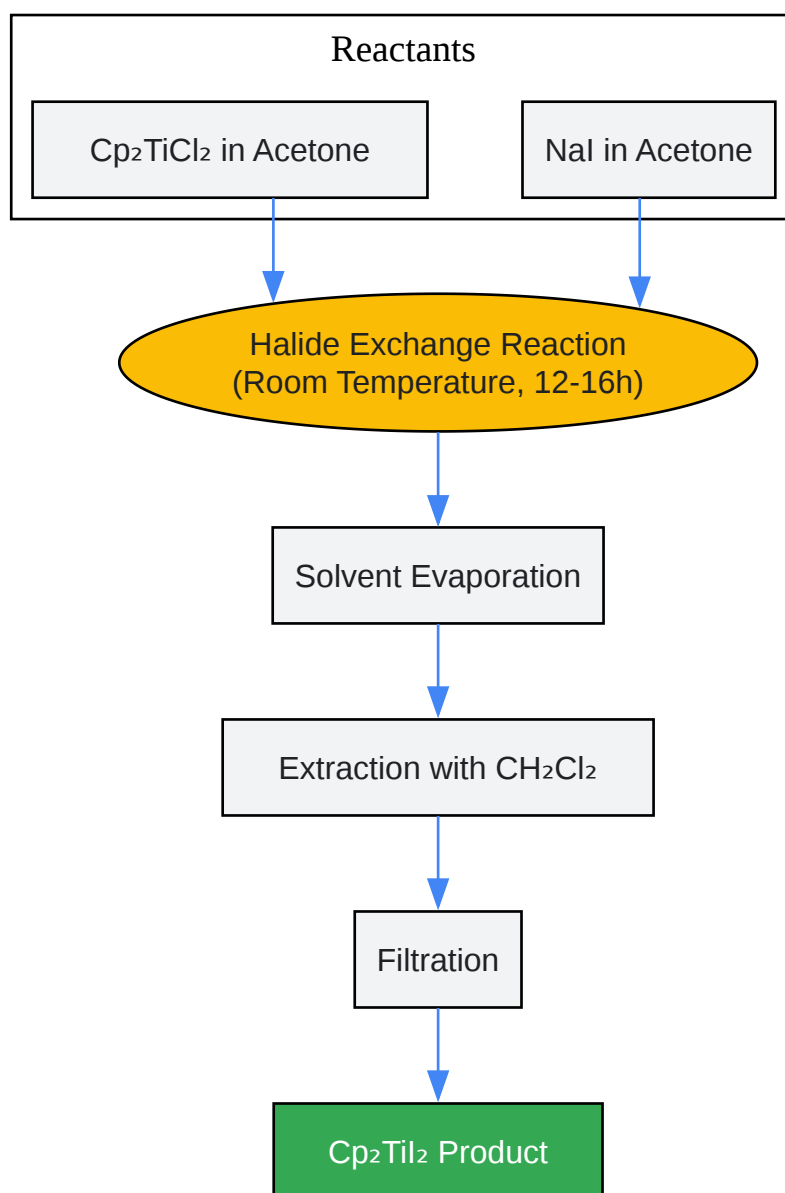 Reactants
Cp₂TiCl₂ in Acetone
NaI in Acetone
Halide Exchange Reaction
(Room Temperature, 12-16h)
Solvent Evaporation
Extraction with CH₂Cl₂
Filtration
Cp₂TiI₂ Product